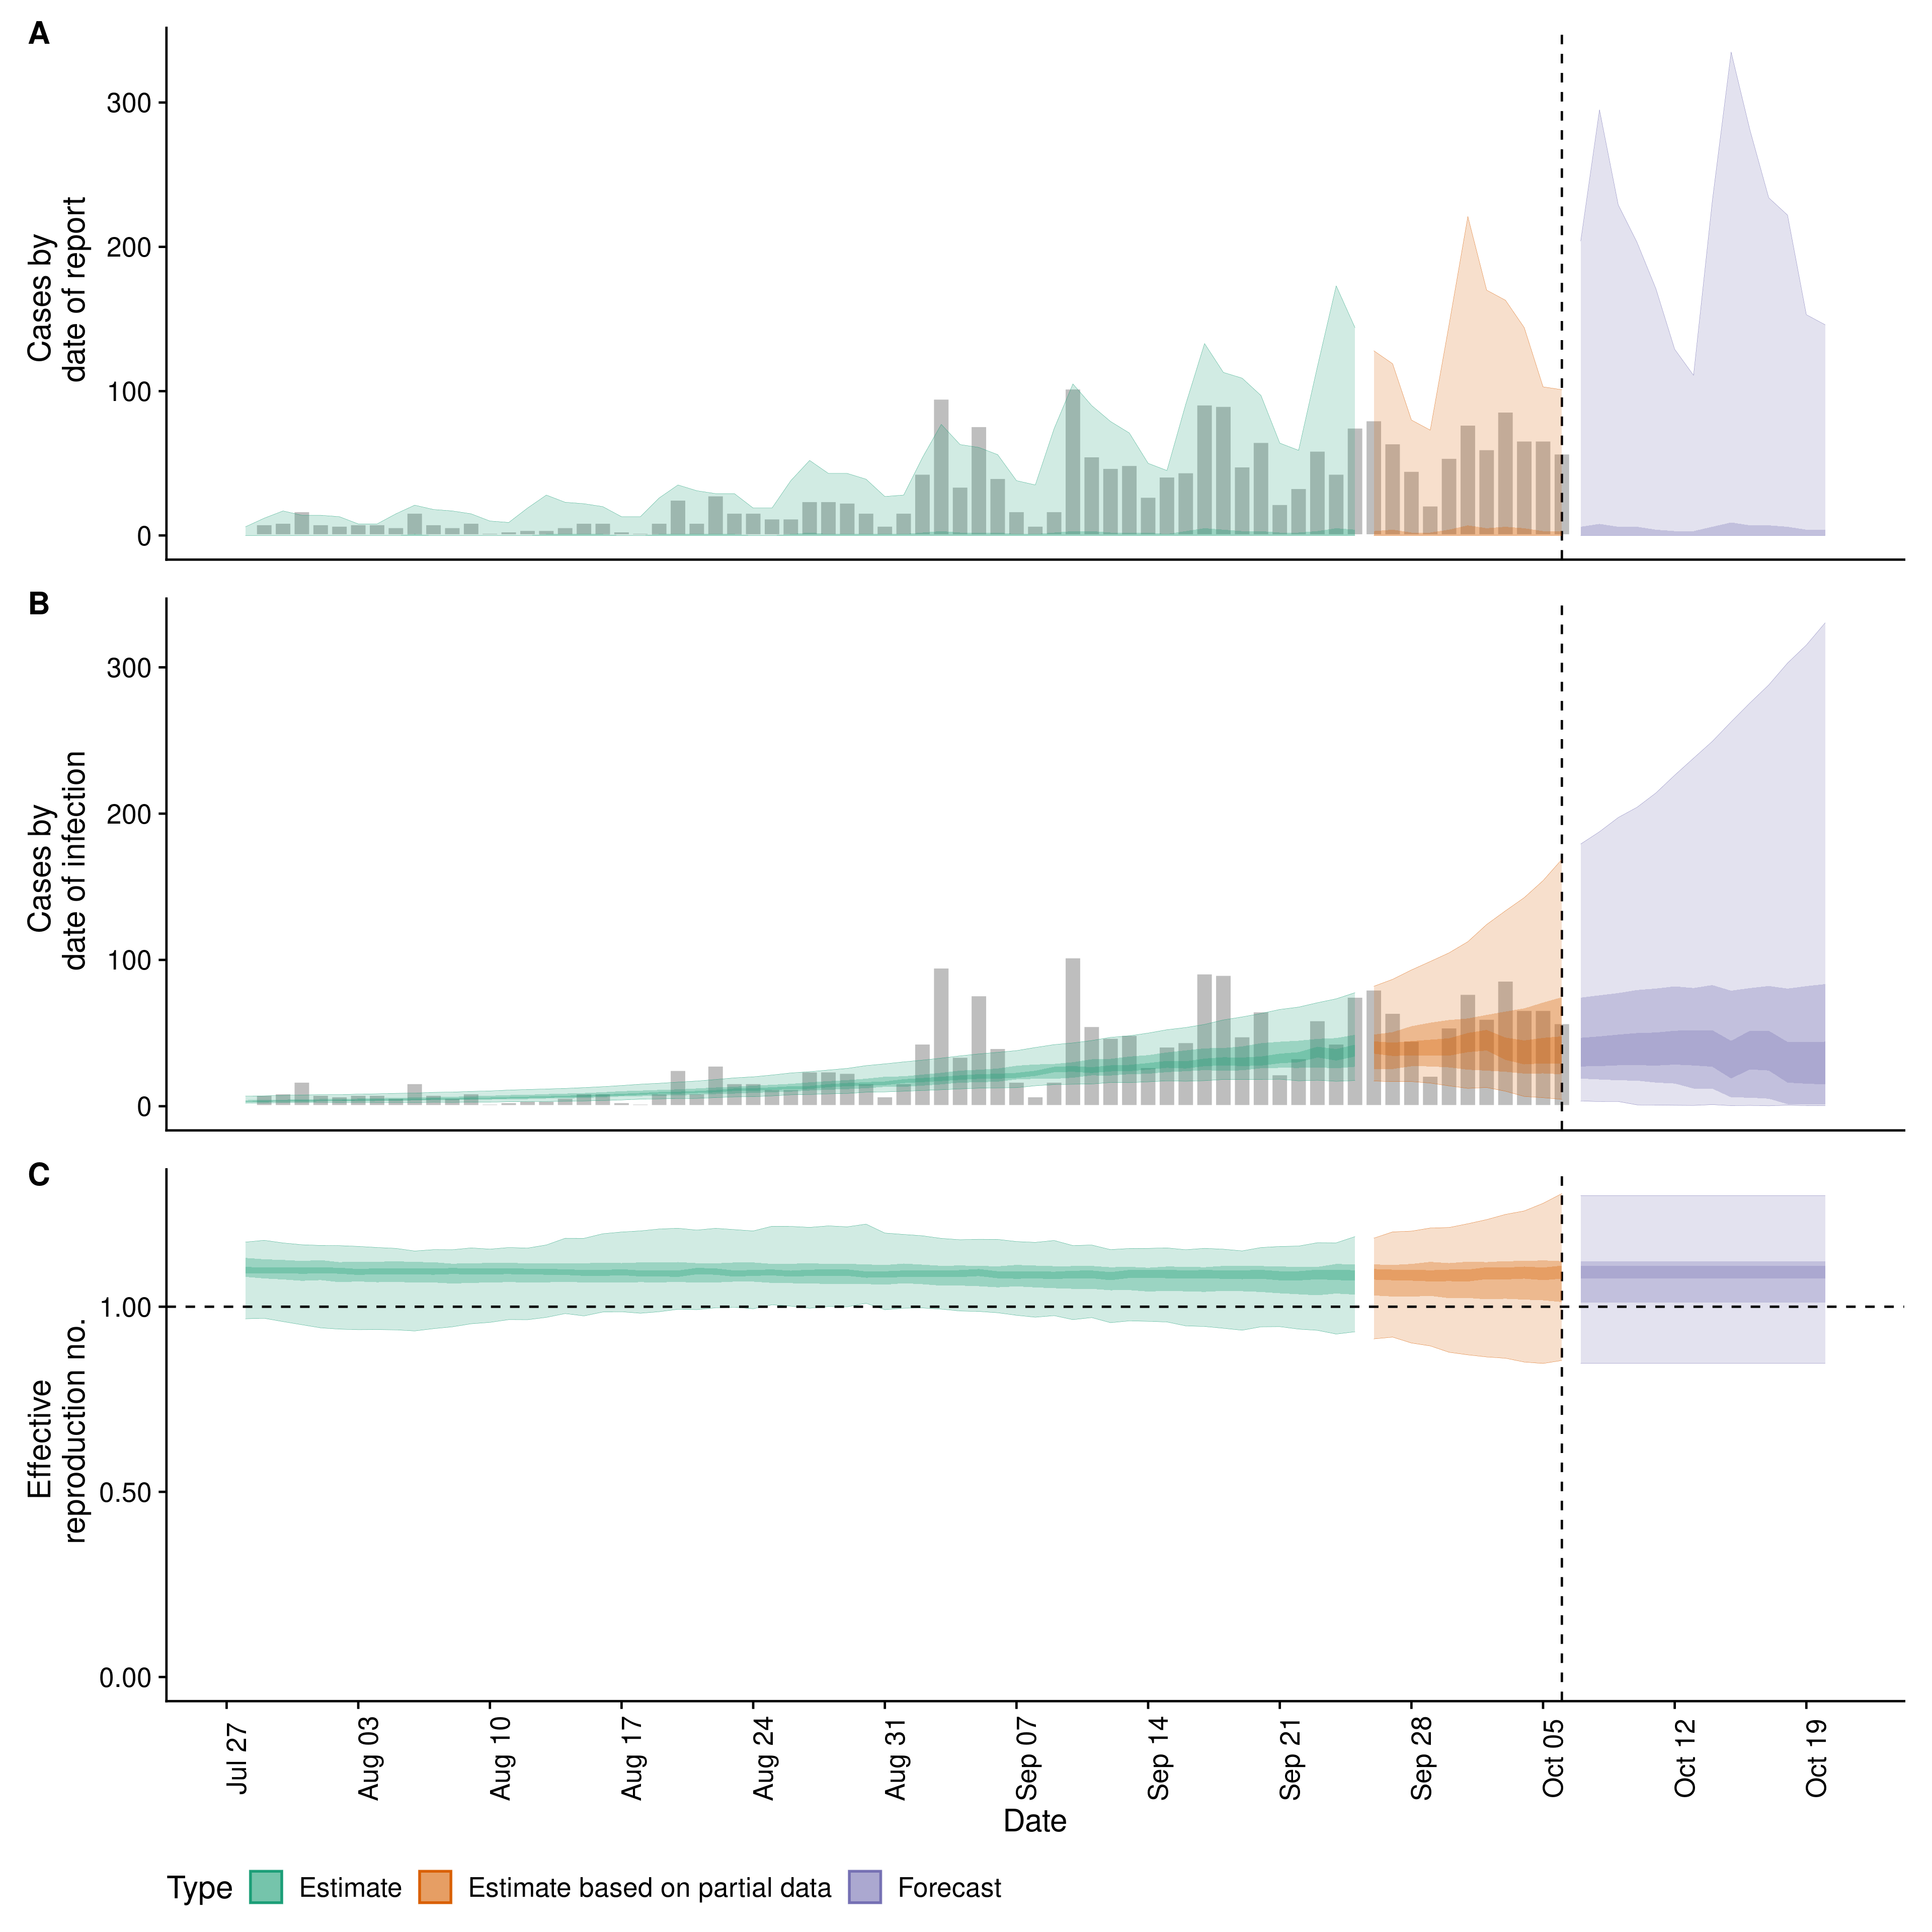 A
300
200
100
0
Cases by
date of report
B
300
200
100
0
Cases by
date of infection
C
1.00
0.50
0.00
Effective
reproduction no.
Jul 27
Aug 03
Aug 10
Aug 17
Aug 24
Aug 31
Sep 07
Sep 14
Sep 21
Sep 28
Oct 05
Oct 12
Oct 19
Date
Type Estimate Estimate based on partial data Forecast